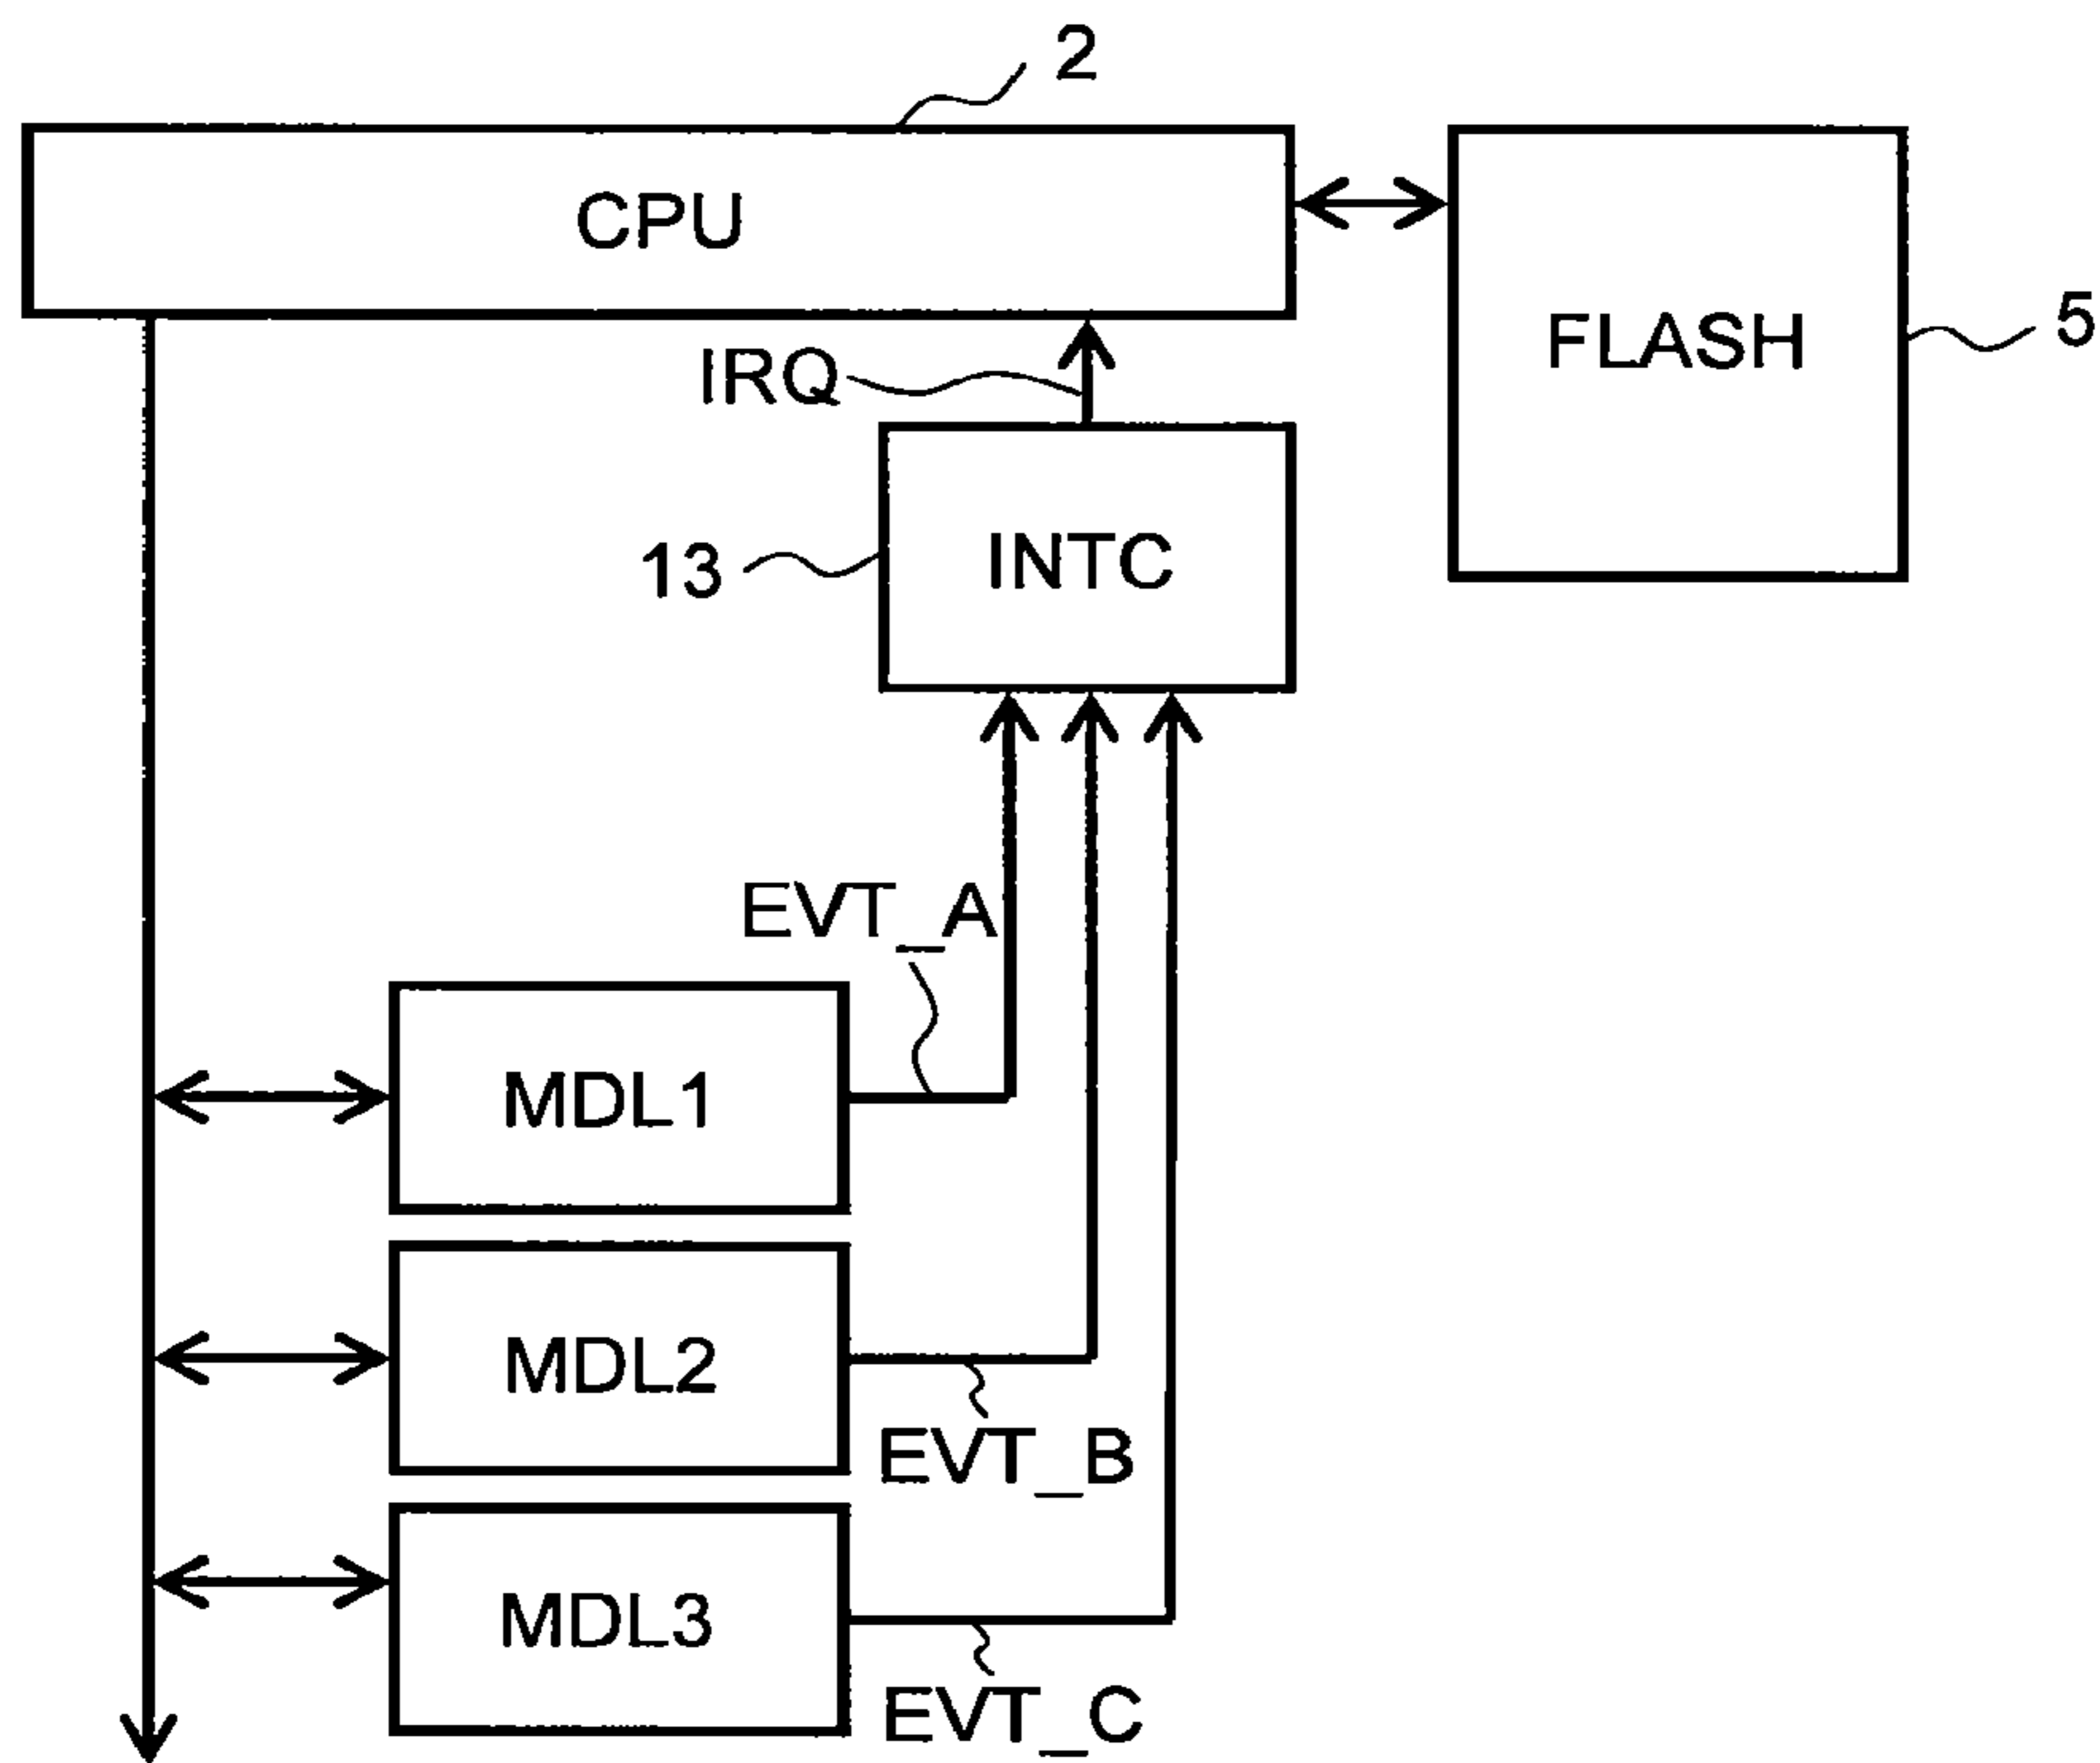 2
CPU
FLASH
5
IRQ
INTC
13
EVT_A
MDL1
MDL2
EVT_B
MDL3
EVT_C